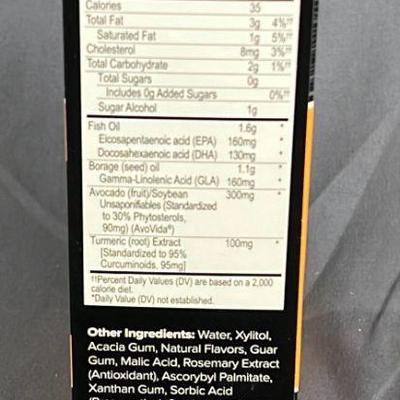 Calories 35
Total Fat 3g 4%††
Saturated Fat 1g 5%††
Cholesterol 8mg 3%††
Total Carbohydrate 2g 1%††
Total Sugars 0g
Includes 0g Added Sugars 0%††
Sugar Alcohol 1g
Fish Oil 1.6g *
Eicosapentaenoic acid (EPA) 160mg *
Docosahexaenoic acid (DHA) 130mg *
Borage (seed) oil 1.1g *
Gamma-Linolenic Acid (GLA) 160mg *
Avocado (fruit)/Soybean 300mg *
Unsaponifiables (Standardized
to 30% Phytosterols,
90mg) (AvoVida®)
Turmeric (root) Extract 100mg *
[Standardized to 95%
Curcuminoids, 95mg]
††Percent Daily Values (DV) are based on a 2,000
calorie diet.
*Daily Value (DV) not established.
Other Ingredients: Water, Xylitol,
Acacia Gum, Natural Flavors, Guar
Gum, Malic Acid, Rosemary Extract
(Antioxidant), Ascorbyl Palmitate,
Xanthan Gum, Sorbic Acid